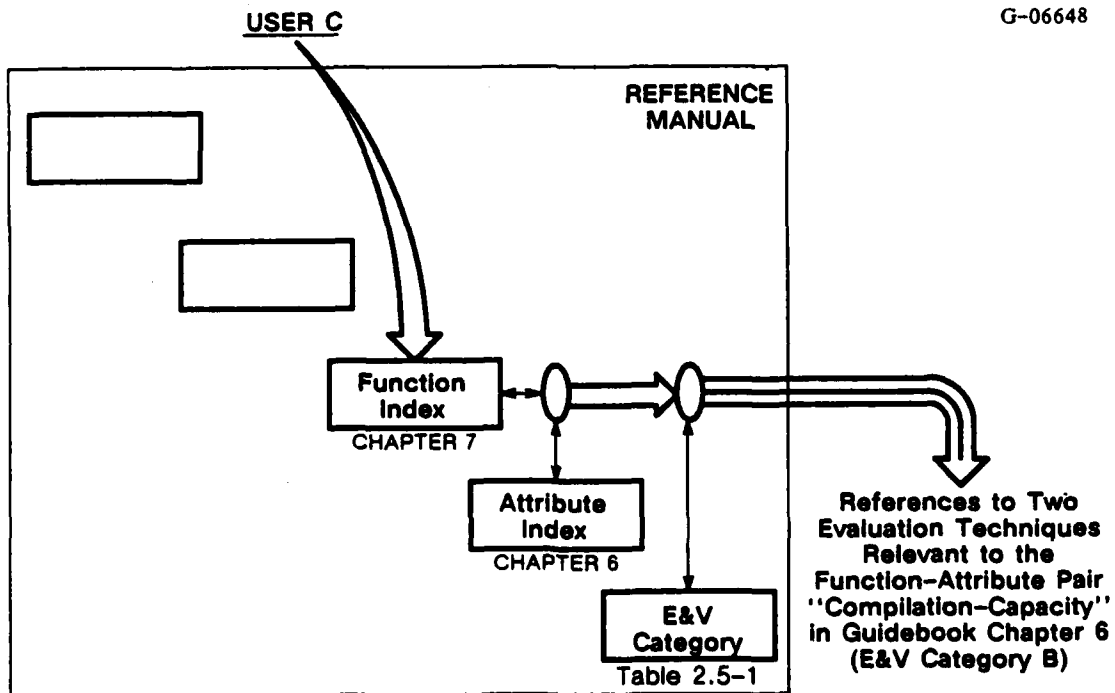 G-06648
USER C
REFERENCE
MANUAL
Function
Index
CHAPTER 7
Attribute
Index
CHAPTER 6
E&V
Category
Table 2.5-1
References to Two
Evaluation Techniques
Relevant to the
Function-Attribute Pair
''Compilation-Capacity''
in Guidebook Chapter 6
(E&V Category B)